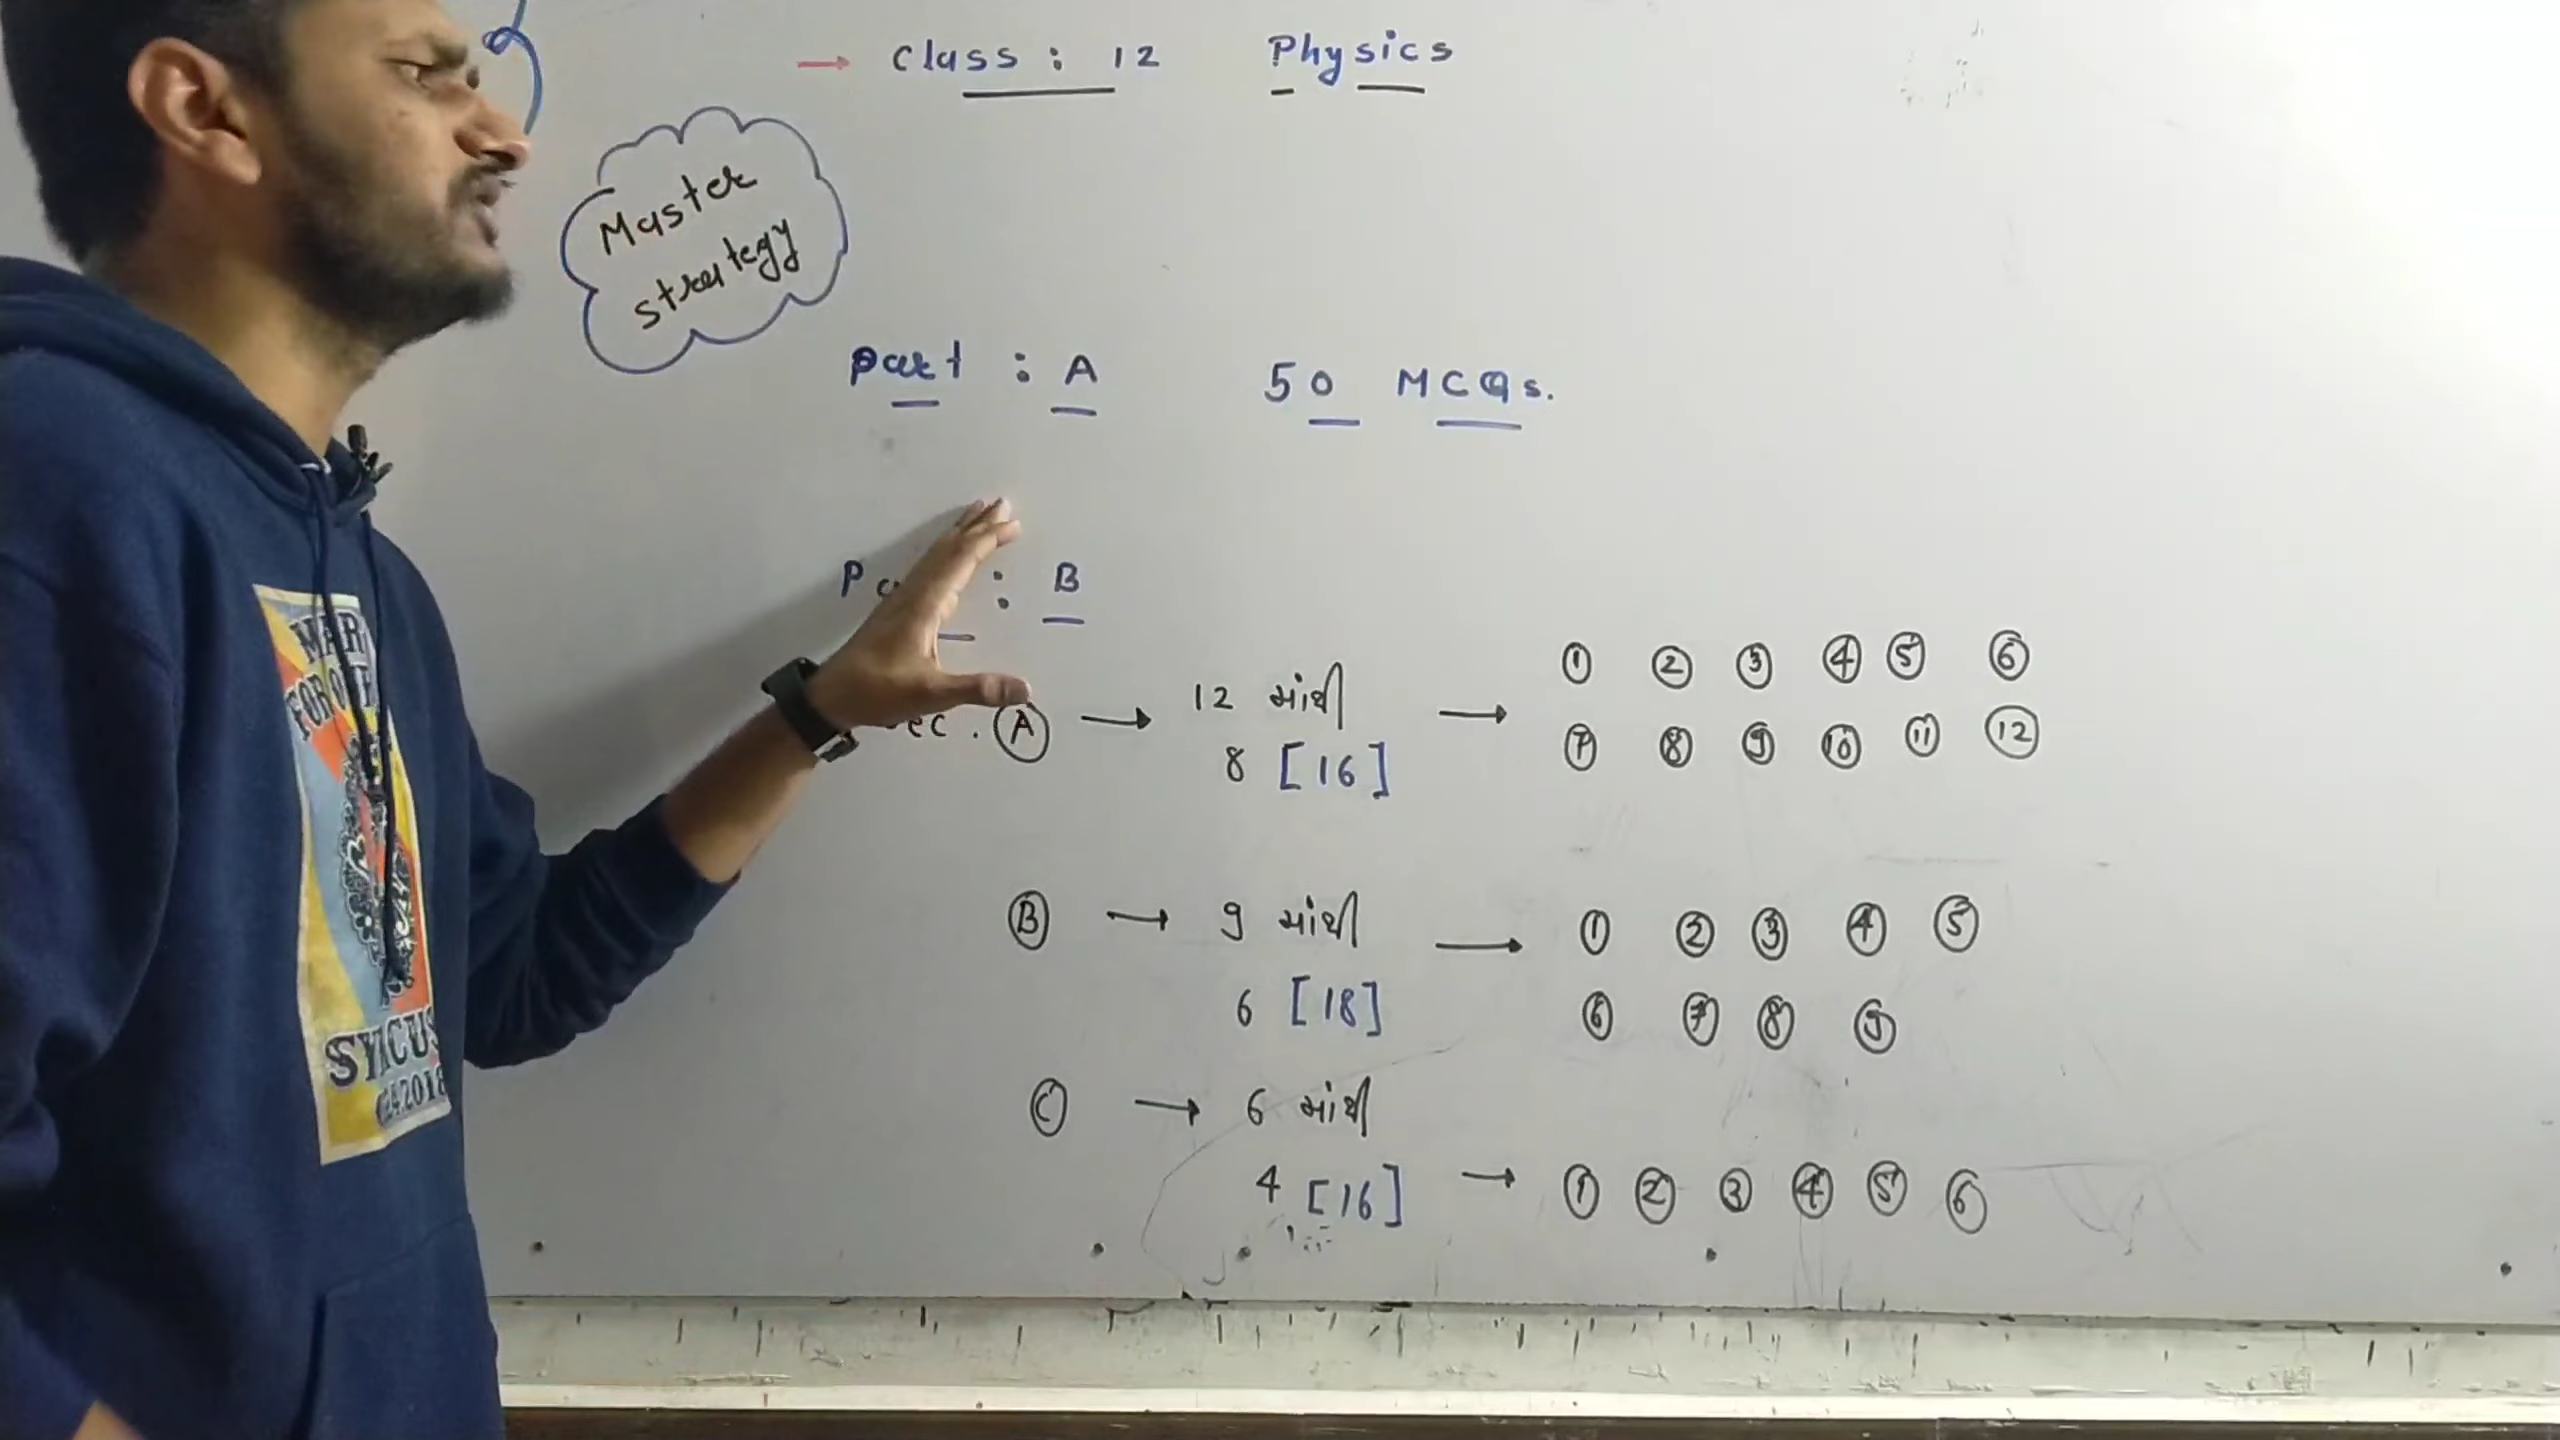 → Class : 12 Physics
Master
strategy
Part : A 50 MCQs.
: B
A → 12 માંથી → 1 2 3 4 5 6
8 [16] 7 8 9 10 11 12
B → 9 માંથી → 1 2 3 4 5
6 [18] 6 7 8 9
C → 6 માંથી
4 [16] → 1 2 3 4 5 6
FOR